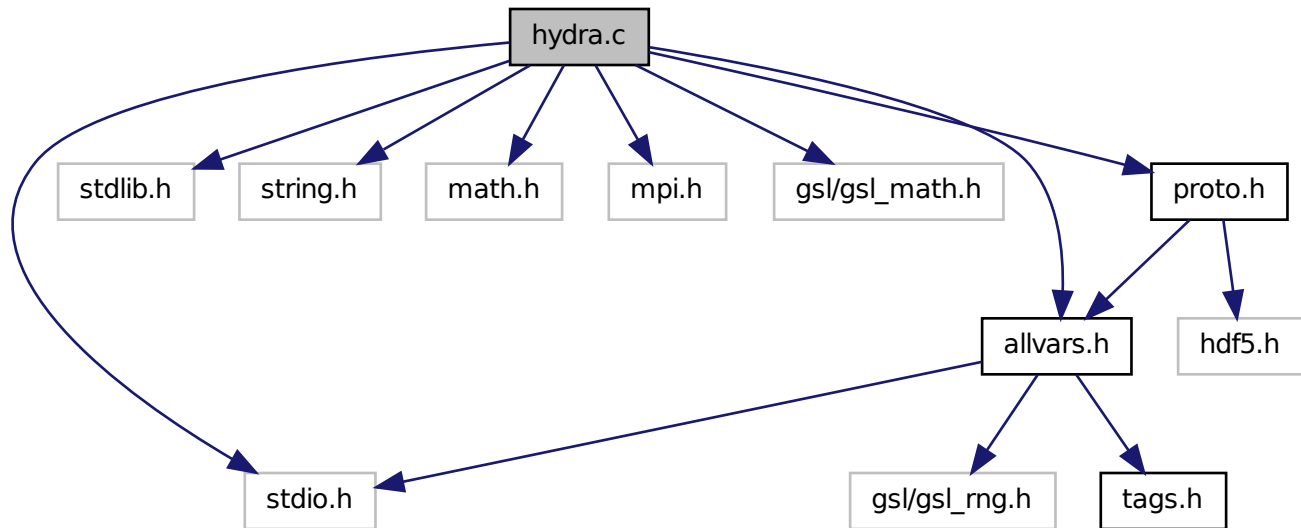 hydra.c
stdlib.h
string.h
math.h
mpi.h
gsl/gsl_math.h
proto.h
allvars.h
hdf5.h
stdio.h
gsl/gsl_rng.h
tags.h